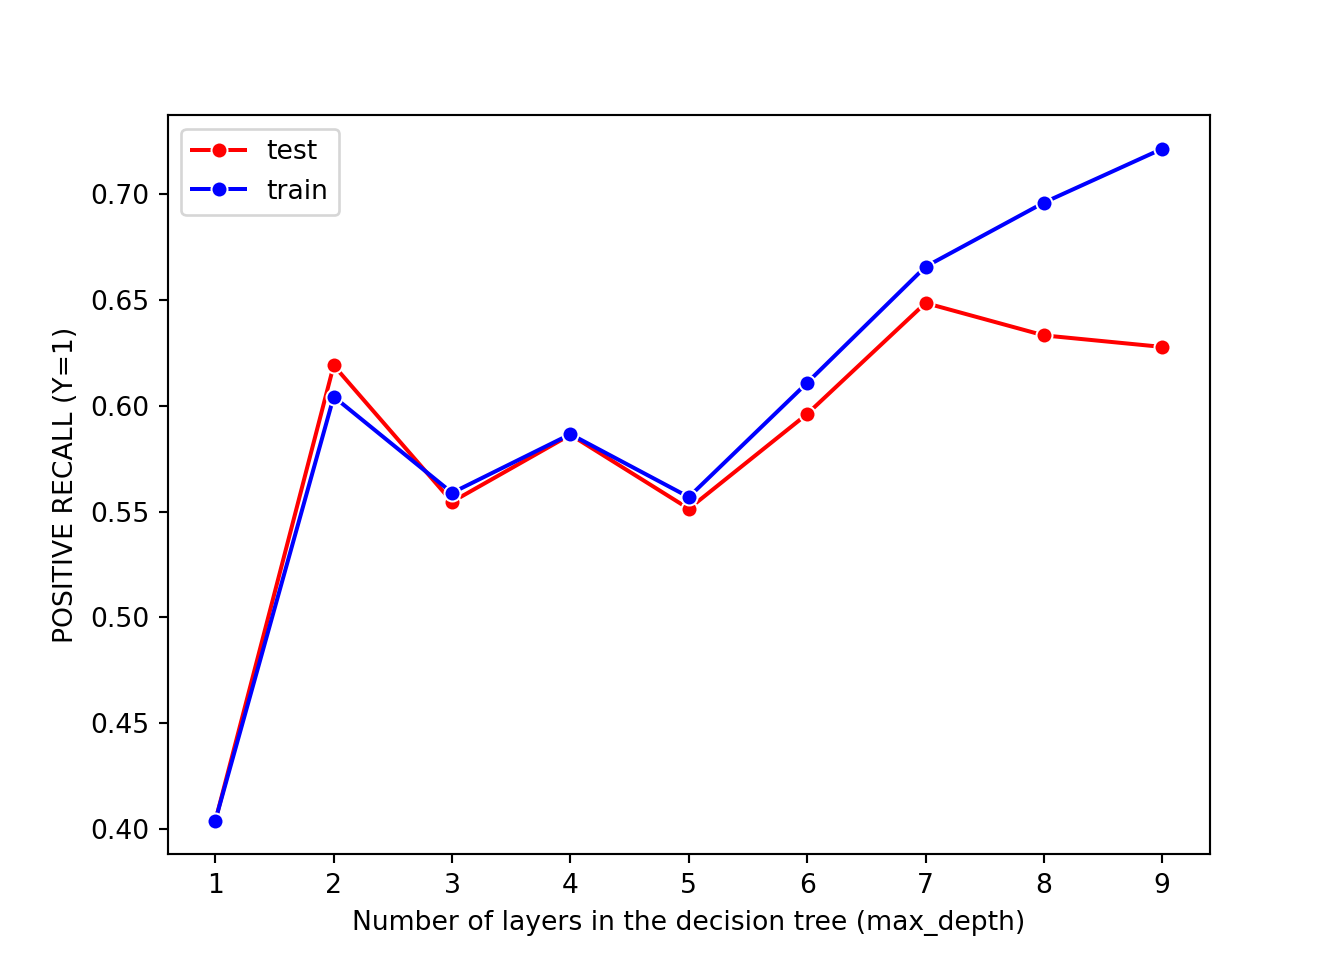 test
train
0.70
0.65
0.60
0.55
0.50
0.45
0.40
POSITIVE RECALL (Y=1)
1 2 3 4 5 6 7 8 9
Number of layers in the decision tree (max_depth)